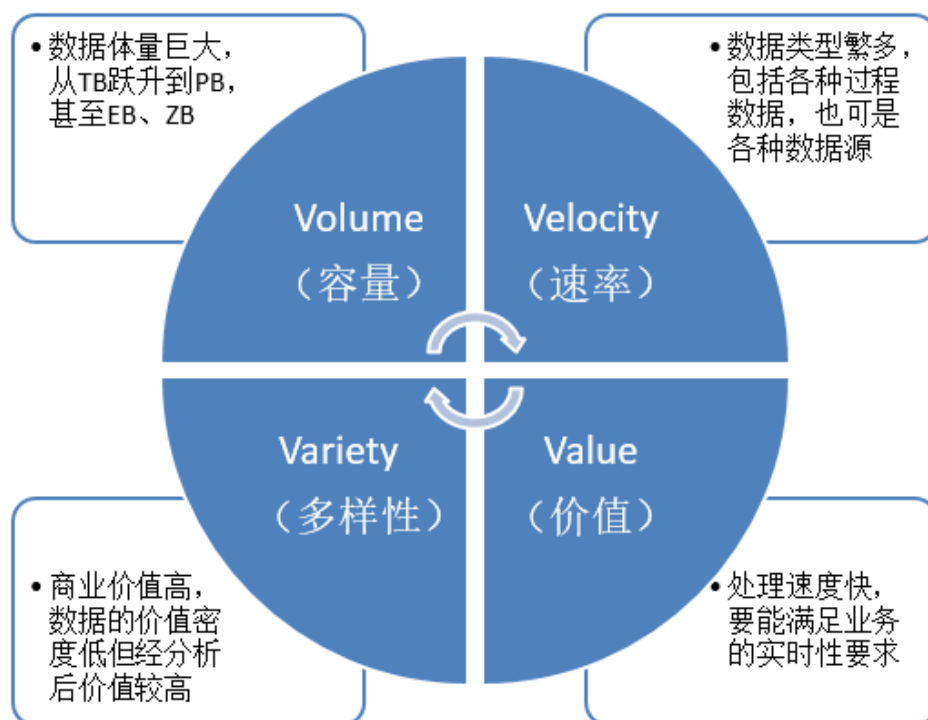 • 数据体量巨大，
从TB跃升到PB，
甚至EB、ZB
• 数据类型繁多，
包括各种过程
数据，也可是
各种数据源
Volume
（容量）
Velocity
（速率）
Variety
（多样性）
Value
（价值）
• 商业价值高，
数据的价值密
度低但经分析
后价值较高
• 处理速度快，
要能满足业务
的实时性要求